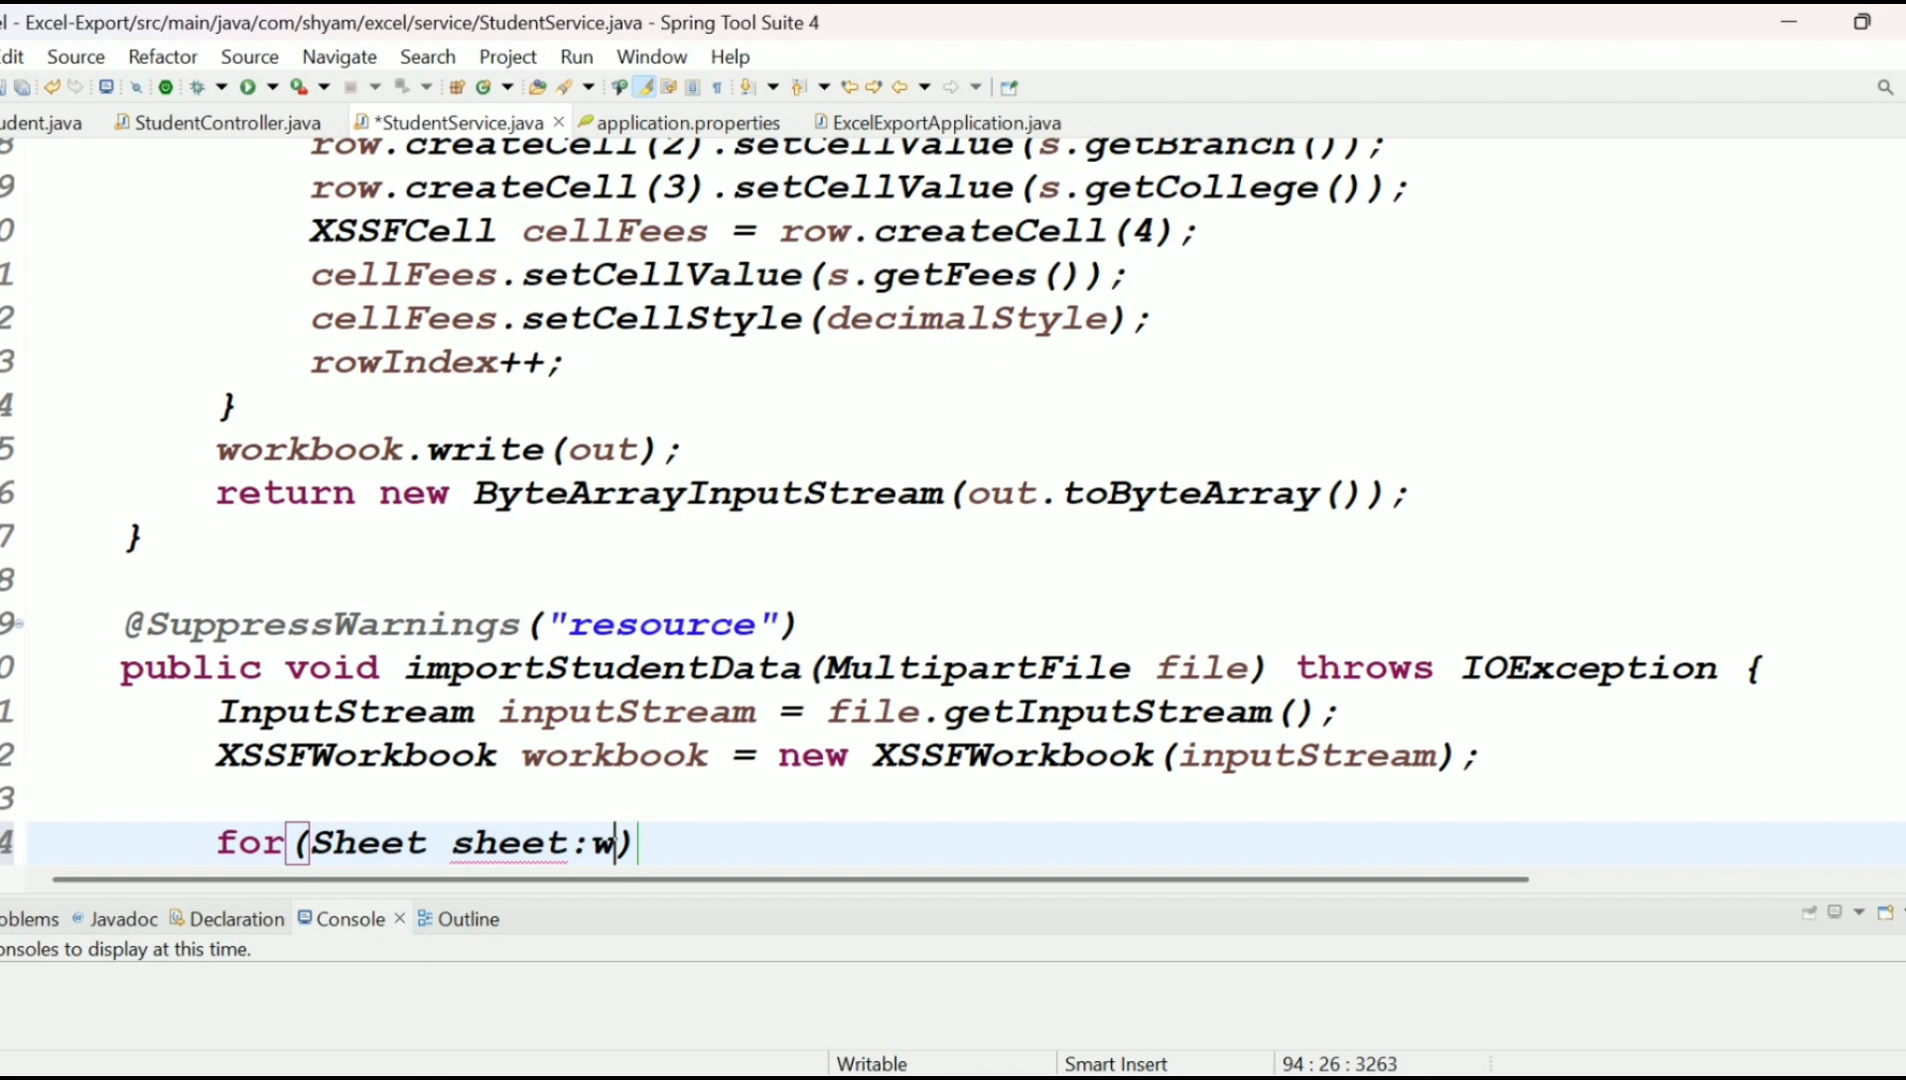 l - Excel-Export/src/main/java/com/shyam/excel/service/StudentService.java - Spring Tool Suite 4
dit Source Refactor Source Navigate Search Project Run Window Help
udent.java StudentController.java *StudentService.java application.properties ExcelExportApplication.java
8 row.createCell(2).setCellValue(s.getBranch());
9 row.createCell(3).setCellValue(s.getCollege());
0 XSSFCell cellFees = row.createCell(4);
1 cellFees.setCellValue(s.getFees());
2 cellFees.setCellStyle(decimalStyle);
3 rowIndex++;
4 }
5 workbook.write(out);
6 return new ByteArrayInputStream(out.toByteArray());
7 }
8
9 @SuppressWarnings("resource")
0 public void importStudentData(MultipartFile file) throws IOException {
1 InputStream inputStream = file.getInputStream();
2 XSSFWorkbook workbook = new XSSFWorkbook(inputStream);
3
4 for(Sheet sheet:w)
oblems Javadoc Declaration Console Outline
onsoles to display at this time.
Writable Smart Insert 94 : 26 : 3263